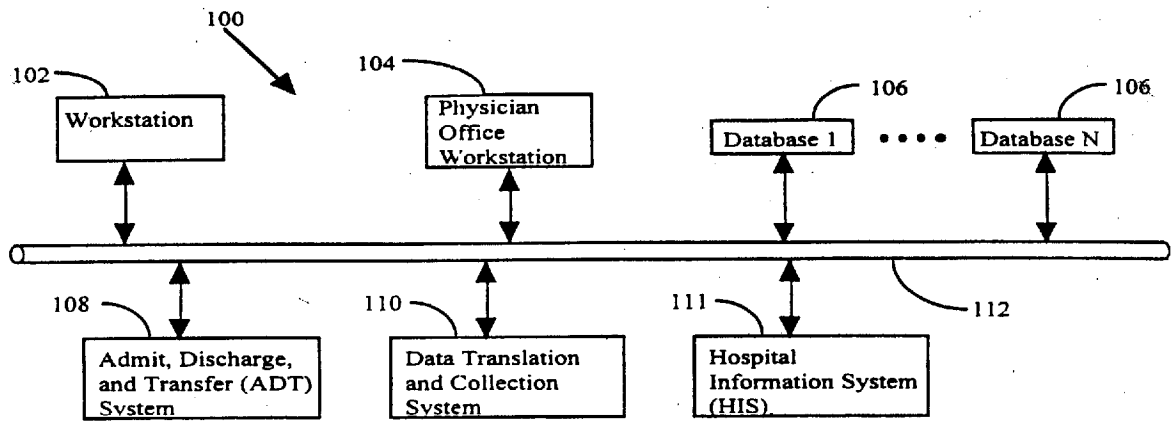 100
102
Workstation
104
Physician
Office
Workstation
106
Database 1
106
Database N
112
108
Admit, Discharge,
and Transfer (ADT)
System
110
Data Translation
and Collection
System
111
Hospital
Information System
(HIS)